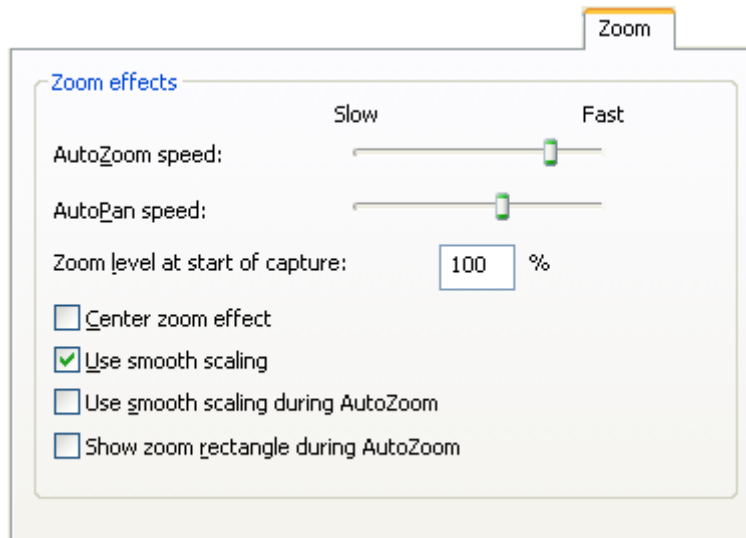 Zoom
Zoom effects
Slow Fast
AutoZoom speed:
AutoPan speed:
Zoom level at start of capture: 100 %
Center zoom effect
Use smooth scaling
Use smooth scaling during AutoZoom
Show zoom rectangle during AutoZoom